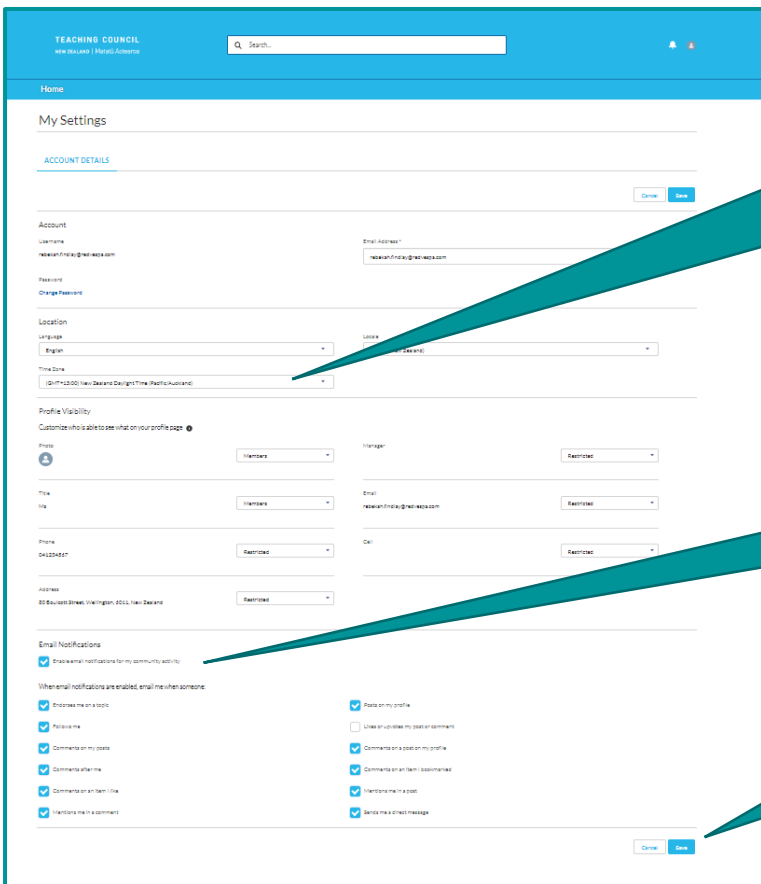 TEACHING COUNCIL
NEW ZEALAND | Matatū Aotearoa
Search...
Home
My Settings
ACCOUNT DETAILS
Cancel Save
Account
Username
Email Address *
rebekah.findlay@redvespa.com
rebekah.findlay@redvespa.com
Password
Change Password
Location
Language
Locale
English
Zealand)
Time Zone
(GMT+13:00) New Zealand Daylight Time (Pacific/Auckland)
Profile Visibility
Customize who is able to see what on your profile page
Photo
Members
Manager
Restricted
Title
Ms
Members
Email
rebekah.findlay@redvespa.com
Restricted
Phone
041234567
Restricted
Cell
Restricted
Address
80 Boulcott Street, Wellington, 6011, New Zealand
Restricted
Email Notifications
Enable email notifications for my community activity
When email notifications are enabled, email me when someone:
Endorses me on a topic
Posts on my profile
Follows me
Likes or upvotes my post or comment
Comments on my posts
Comments on a post on my profile
Comments after me
Comments on an item I bookmarked
Comments on an item I like
Mentions me in a post
Mentions me in a comment
Sends me a direct message
Cancel Save